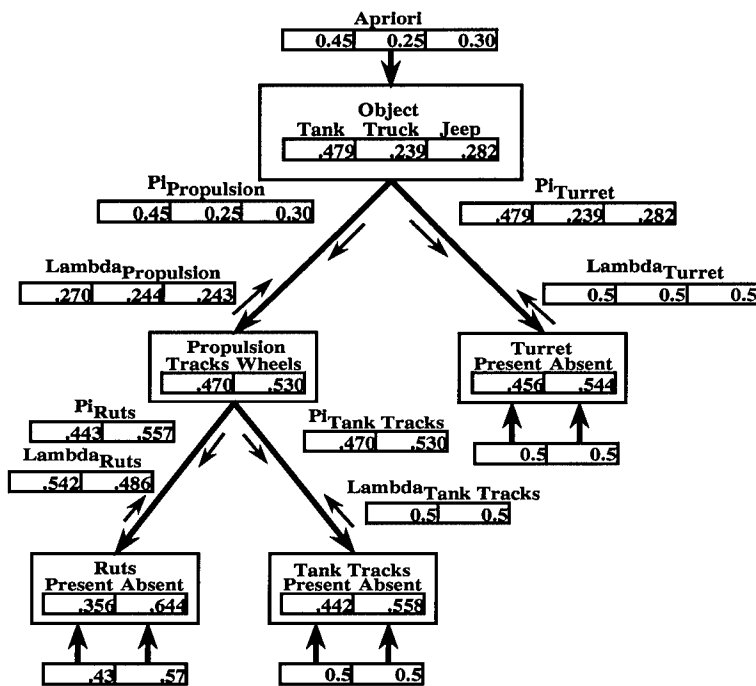 Apriori
0.45 0.25 0.30
Object
Tank Truck Jeep
.479 .239 .282
PiPropulsion
0.45 0.25 0.30
PiTurret
.479 .239 .282
LambdaPropulsion
.270 .244 .243
LambdaTurret
0.5 0.5 0.5
Propulsion
Tracks Wheels
.470 .530
Turret
Present Absent
.456 .544
PiRuts
.443 .557
PiTank Tracks
.470 .530
0.5 0.5
LambdaRuts
.542 .486
LambdaTank Tracks
0.5 0.5
Ruts
Present Absent
.356 .644
Tank Tracks
Present Absent
.442 .558
.43 .57
0.5 0.5